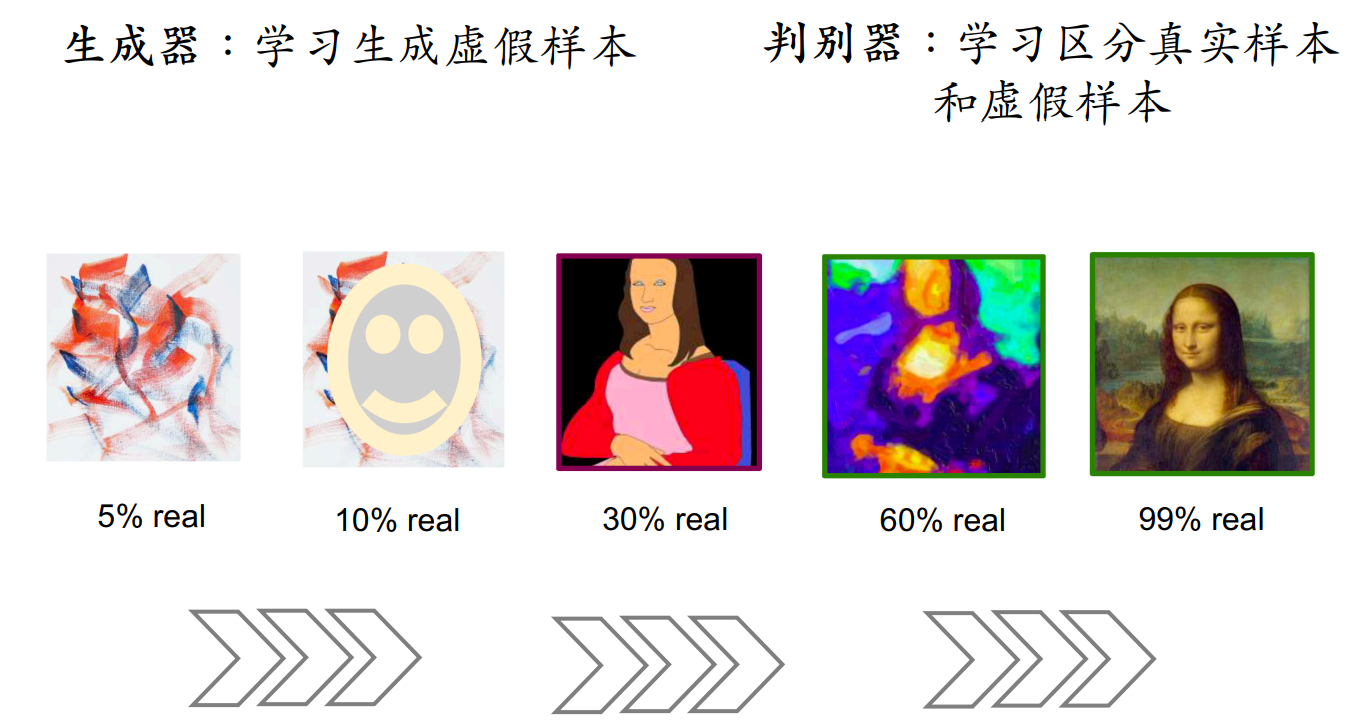 生成器：学习生成虚假样本
判别器：学习区分真实样本
和虚假样本
5% real
10% real
30% real
60% real
99% real